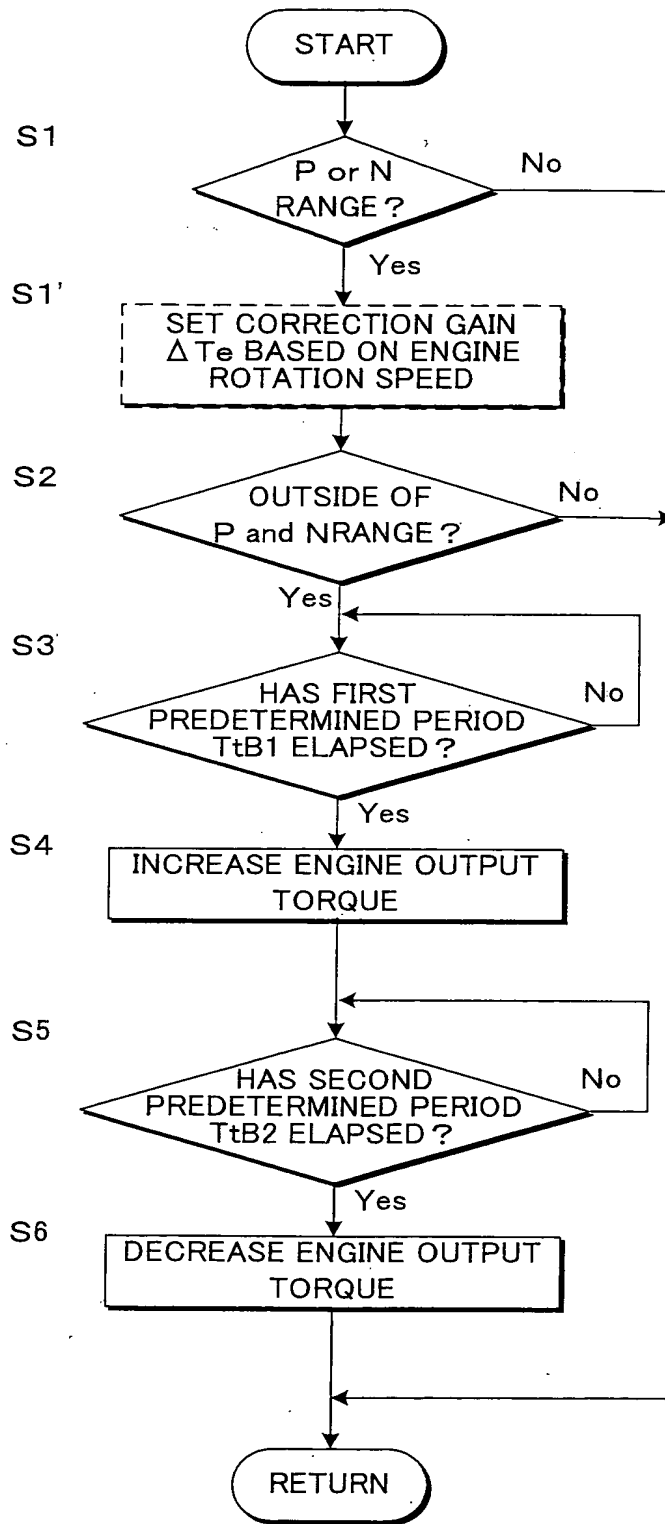 START
S1
P or N
RANGE?
No
Yes
S1'
SET CORRECTION GAIN
ΔTe BASED ON ENGINE
ROTATION SPEED
S2
OUTSIDE OF
P and NRANGE?
No
Yes
S3
HAS FIRST
PREDETERMINED PERIOD
TtB1 ELAPSED?
No
Yes
S4
INCREASE ENGINE OUTPUT
TORQUE
S5
HAS SECOND
PREDETERMINED PERIOD
TtB2 ELAPSED?
No
Yes
S6
DECREASE ENGINE OUTPUT
TORQUE
RETURN